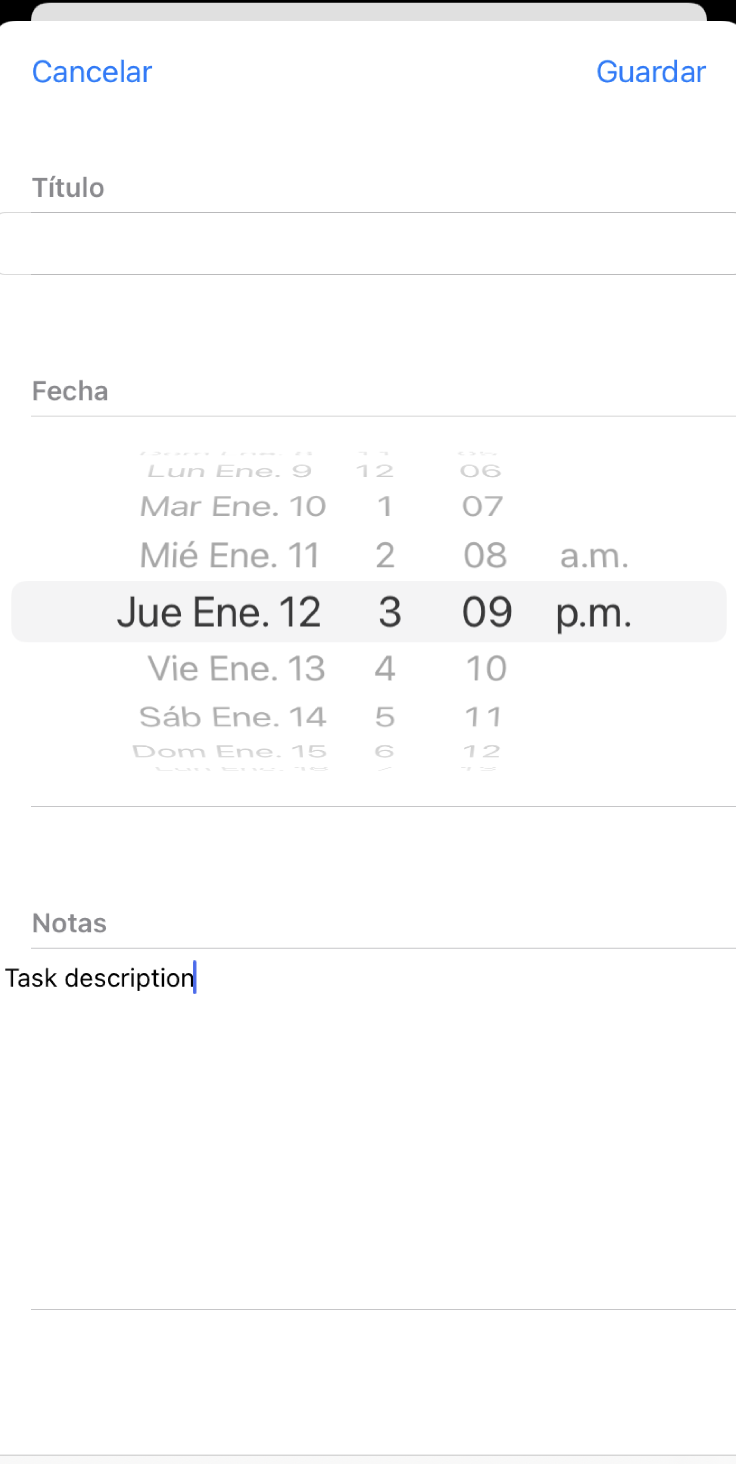 Cancelar Guardar
Título
Fecha
Lun Ene. 9 12 06
Mar Ene. 10 1 07
Mié Ene. 11 2 08 a.m.
Jue Ene. 12 3 09 p.m.
Vie Ene. 13 4 10
Sáb Ene. 14 5 11
Dom Ene. 15 6 12
Notas
Task description